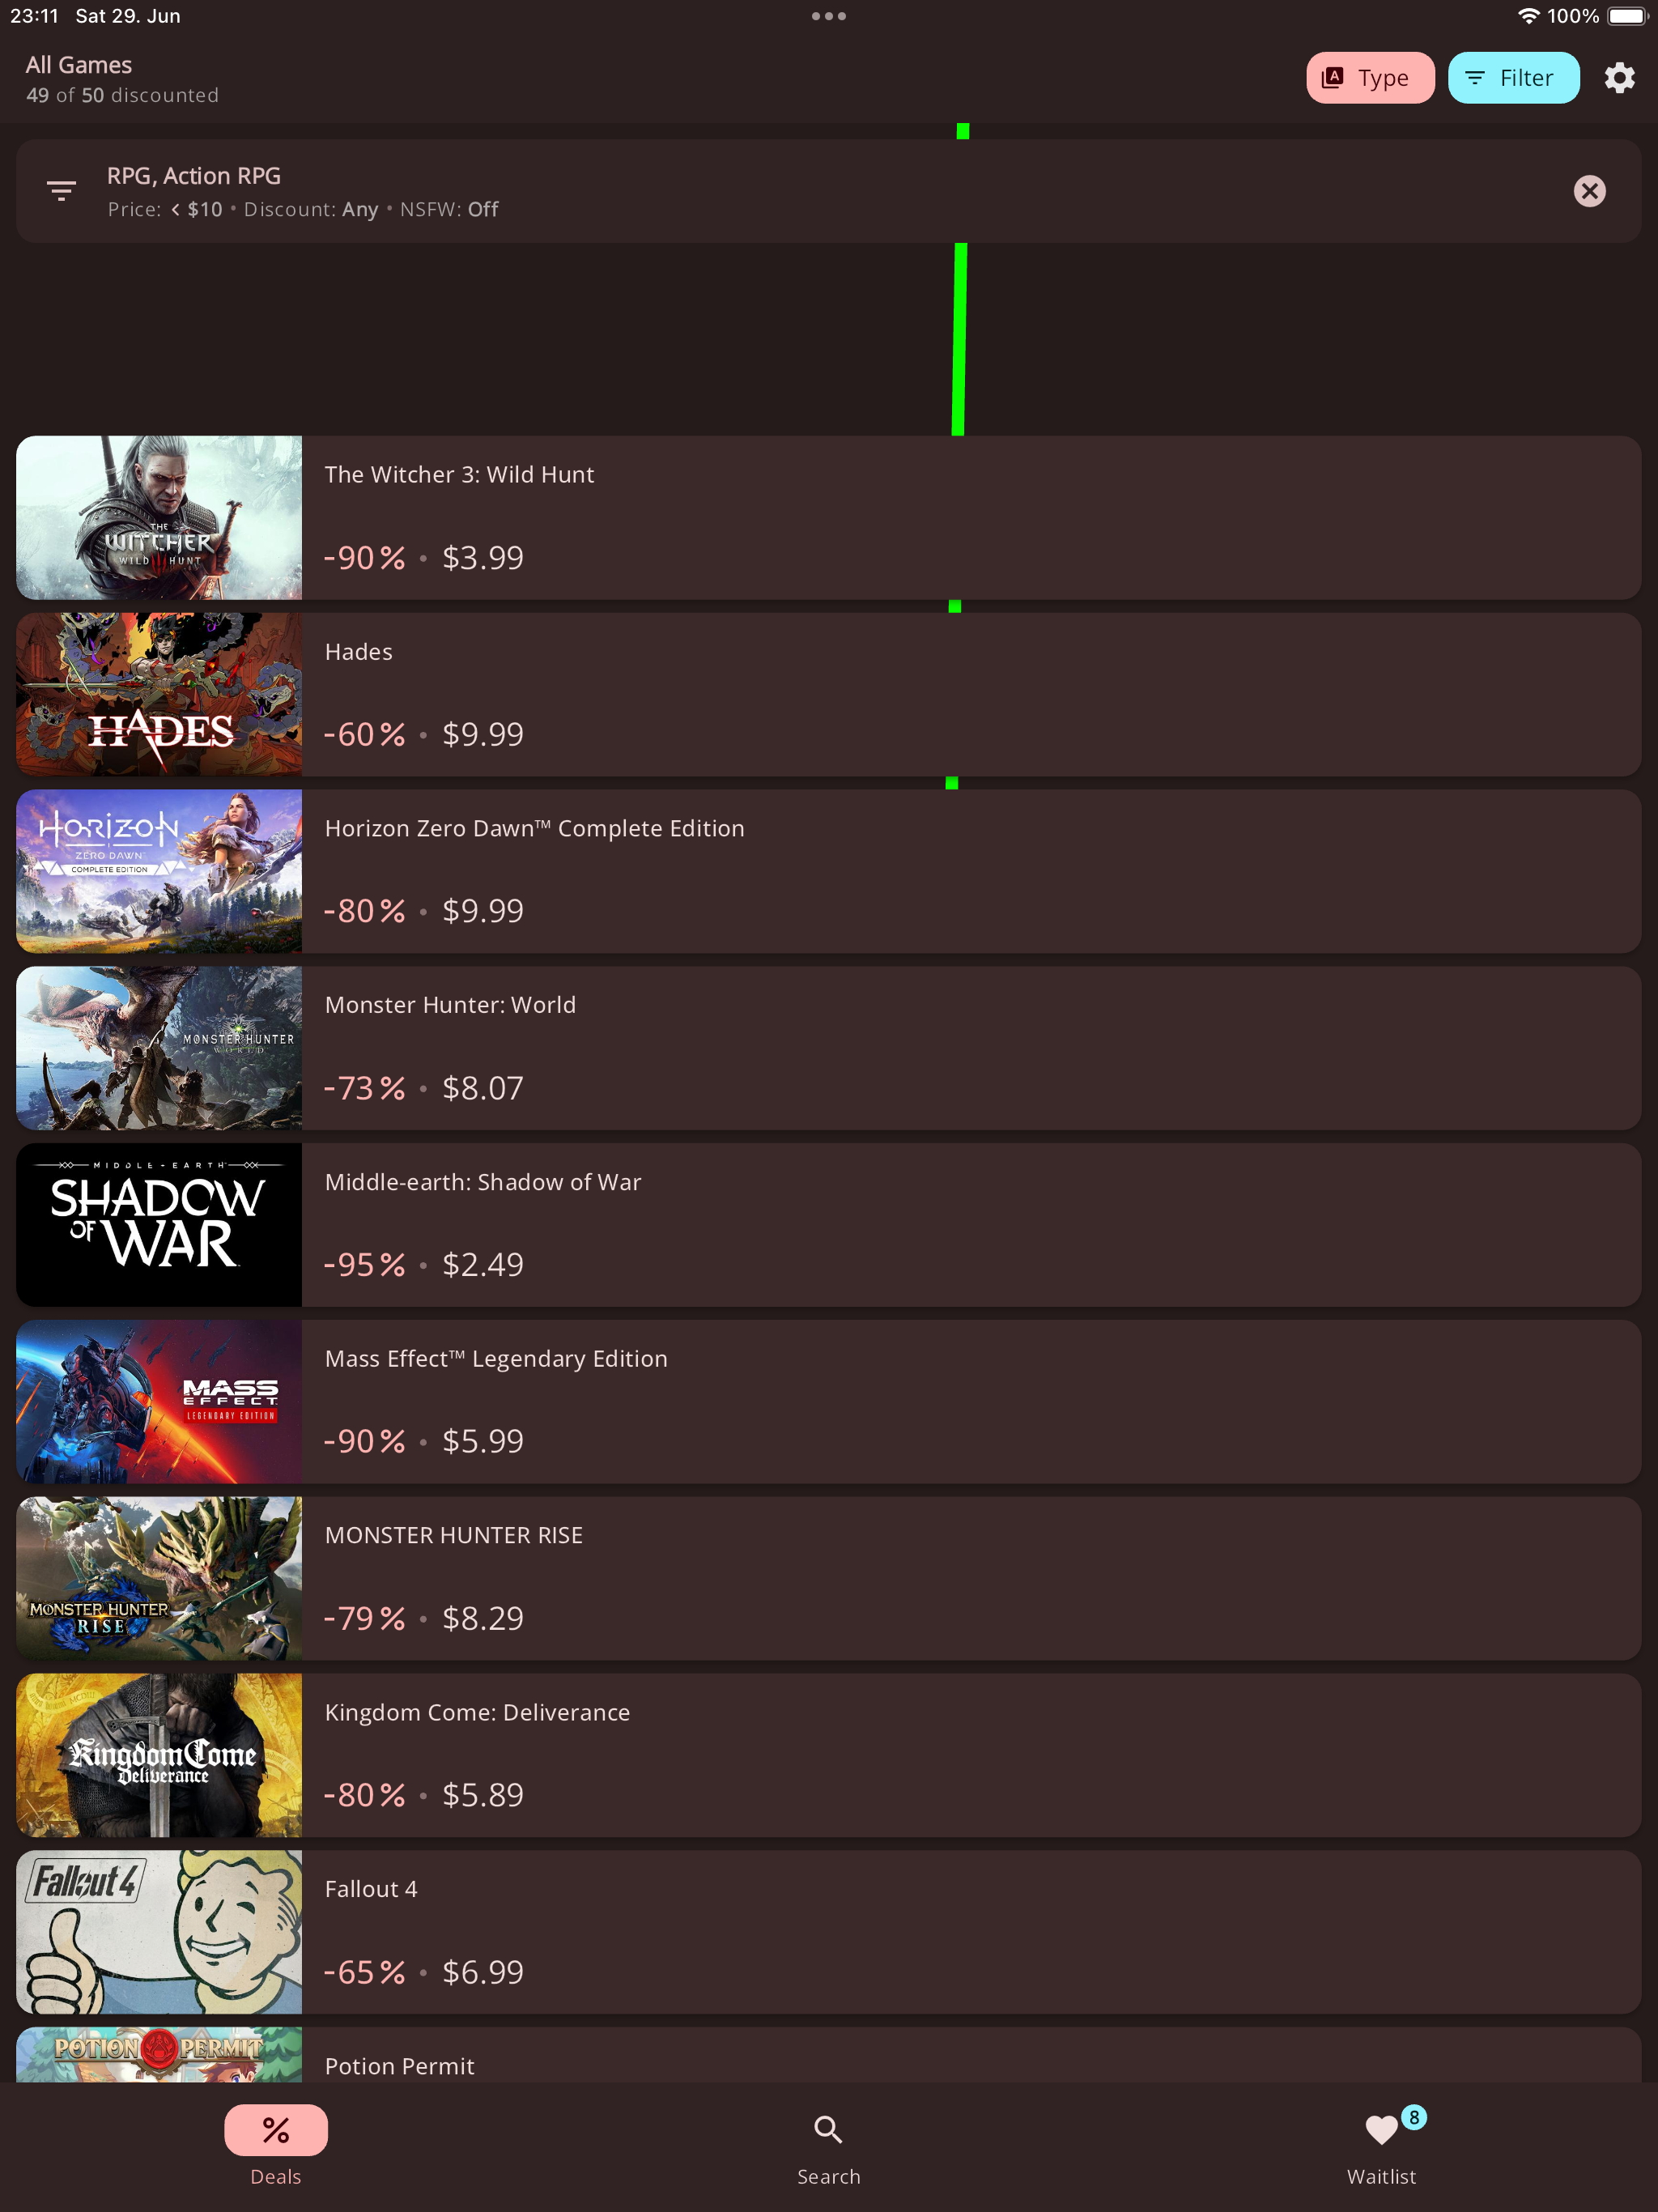 23:11 Sat 29. Jun
100%
All Games
49 of 50 discounted
Type
Filter
RPG, Action RPG
Price: < $10 • Discount: Any • NSFW: Off
THE
WITCHER
WILD HUNT
The Witcher 3: Wild Hunt
-90% • $3.99
HADES
Hades
-60% • $9.99
HORIZON
ZERO DAWN
COMPLETE EDITION
Horizon Zero Dawn™ Complete Edition
-80% • $9.99
MONSTER HUNTER
WORLD
Monster Hunter: World
-73% • $8.07
MIDDLE-EARTH
SHADOW
OF WAR
Middle-earth: Shadow of War
-95% • $2.49
MASS
EFFECT
LEGENDARY EDITION
Mass Effect™ Legendary Edition
-90% • $5.99
MONSTER HUNTER
RISE
MONSTER HUNTER RISE
-79% • $8.29
Kingdom Come
Deliverance
Kingdom Come: Deliverance
-80% • $5.89
Fallout 4
Fallout 4
-65% • $6.99
POTION PERMIT
Potion Permit
Deals
Search
8
Waitlist